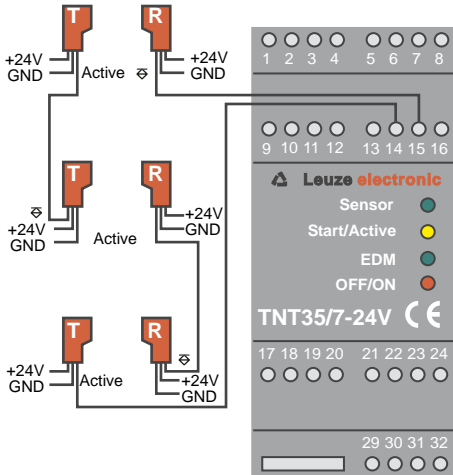 T R
+24V
GND
Active
+24V
GND
1 2 3 4 5 6 7 8
9 10 11 12 13 14 15 16
T R
+24V
GND
Active
+24V
GND
Leuze electronic
Sensor
Start/Active
EDM
OFF/ON
TNT35/7-24V CE
T R
+24V
GND
Active
+24V
GND
17 18 19 20 21 22 23 24
29 30 31 32